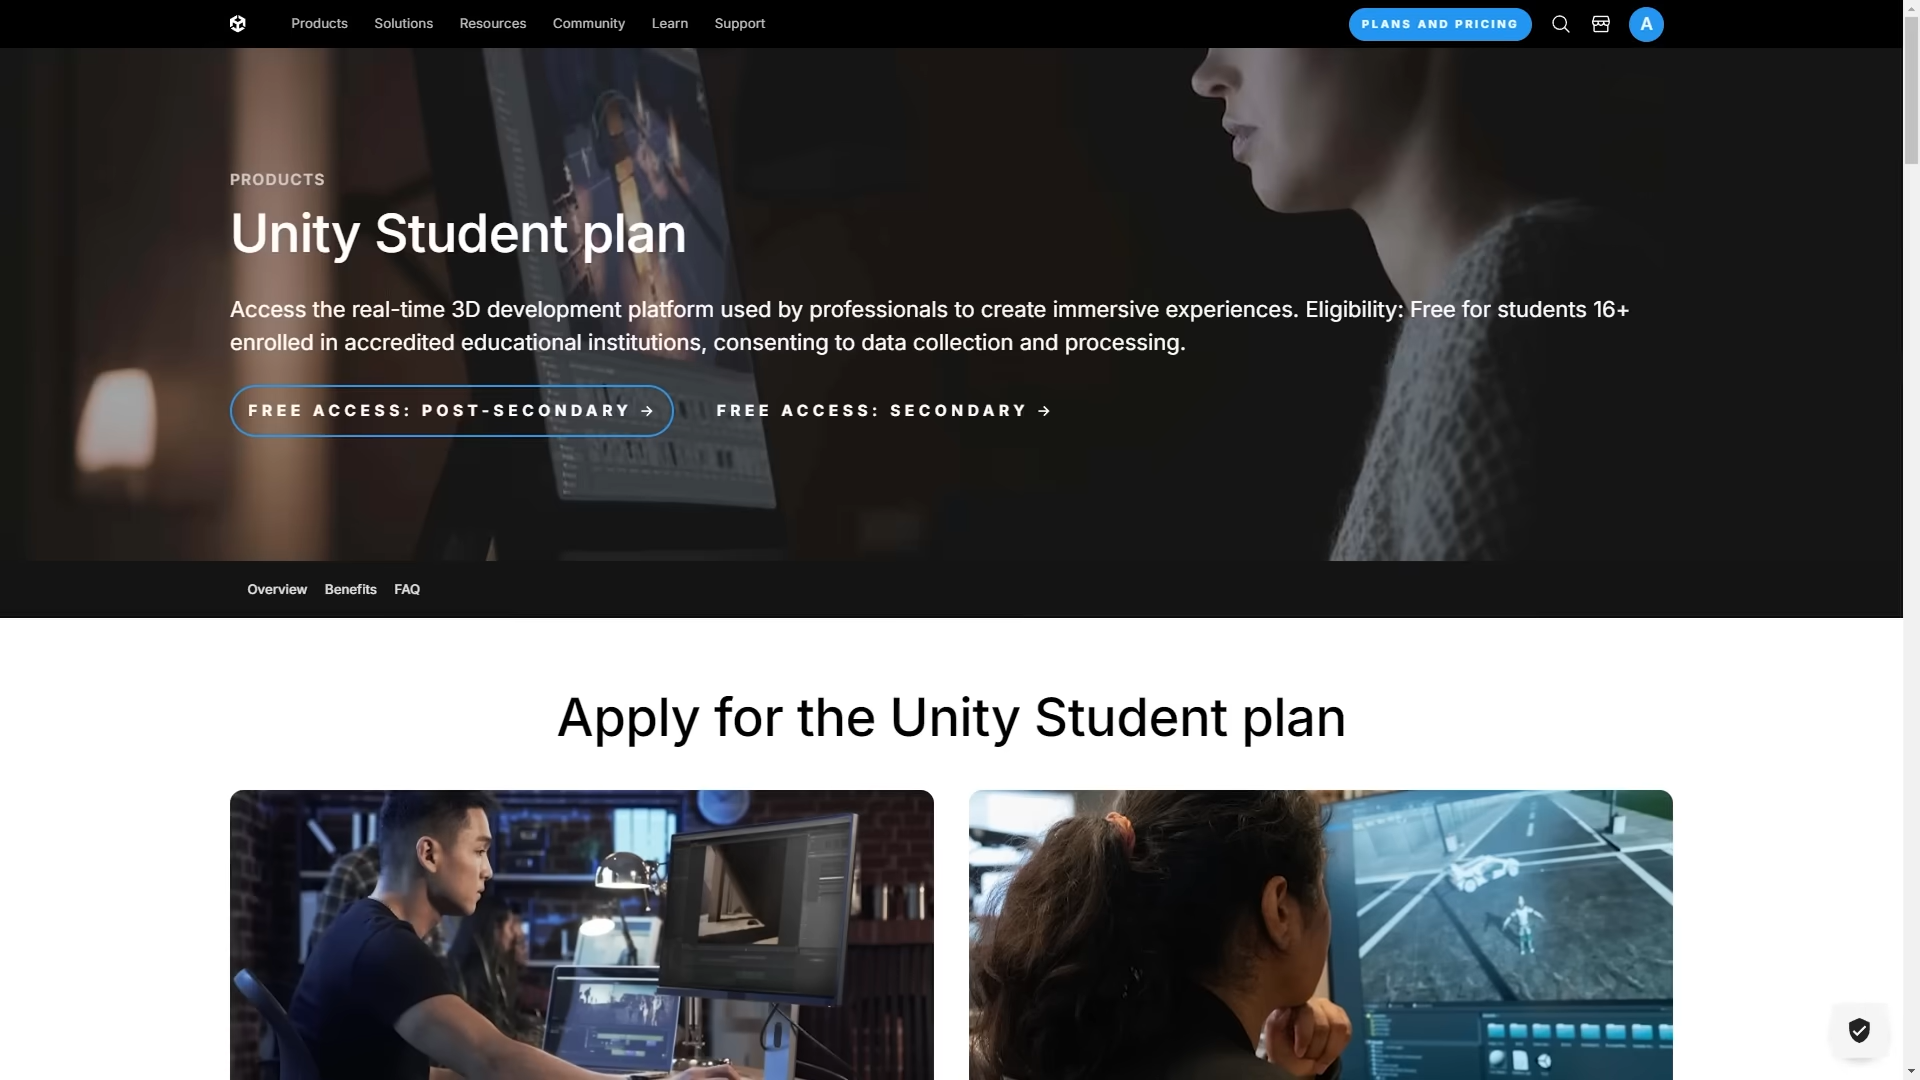 Products Solutions Resources Community Learn Support PLANS AND PRICING A
PRODUCTS
Unity Student plan
Access the real-time 3D development platform used by professionals to create immersive experiences. Eligibility: Free for students 16+
enrolled in accredited educational institutions, consenting to data collection and processing.
FREE ACCESS: POST-SECONDARY → FREE ACCESS: SECONDARY →
Overview Benefits FAQ
Apply for the Unity Student plan